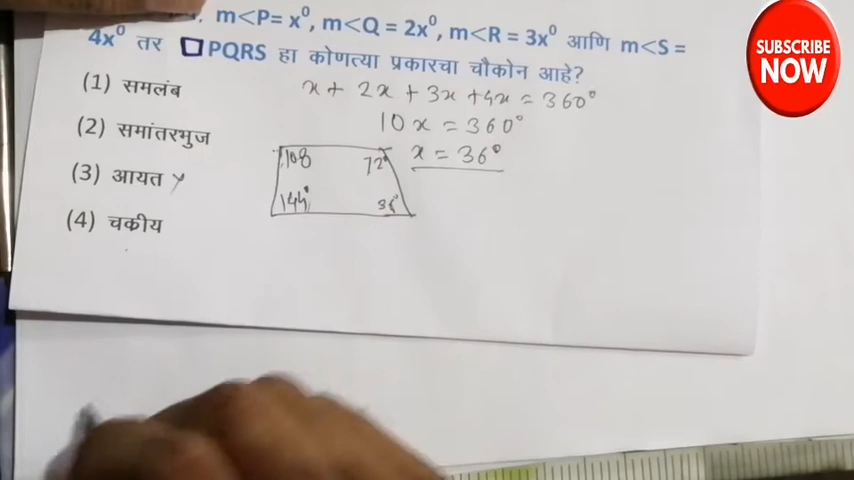 m<P= x⁰, m<Q = 2x⁰, m<R = 3x⁰ आणि m<S =
4x⁰ तर □PQRS हा कोणत्या प्रकारचा चौकोन आहे?
(1) समलंब
(2) समांतरभुज
(3) आयत
(4) चकीय
x + 2x + 3x + 4x = 360°
10x = 360°
x = 36°
108 72°
144° 36°
SUBSCRIBE
NOW